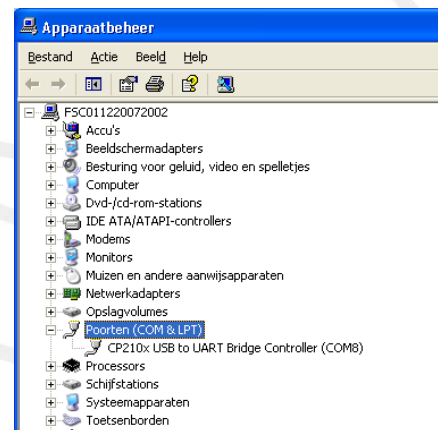 Apparaatbeheer
Bestand Actie Beeld Help
FSC011220072002
Accu's
Beeldschermadapters
Besturing voor geluid, video en spelletjes
Computer
Dvd-/cd-rom-stations
IDE ATA/ATAPI-controllers
Modems
Monitors
Muizen en andere aanwijsapparaten
Netwerkadapters
Opslagvolumes
Poorten (COM & LPT)
CP210x USB to UART Bridge Controller (COM8)
Processors
Schijfstations
Systeemapparaten
Toetsenborden